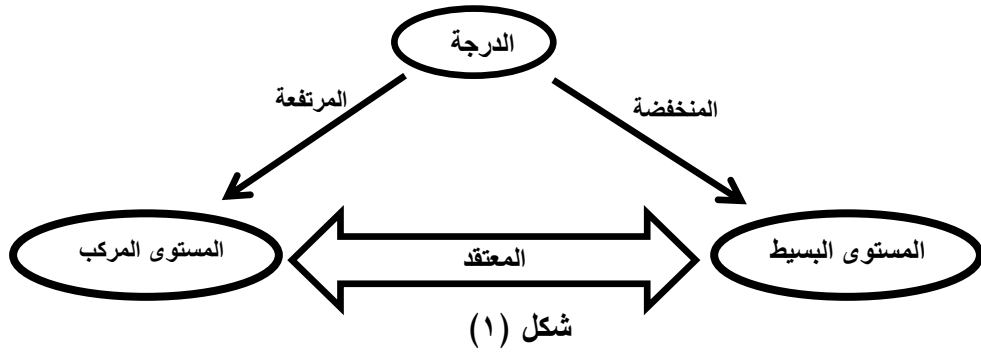 الدرجة
المنخفضة
المرتفعة
المستوى البسيط
المعتقد
المستوى المركب
شكل (١)